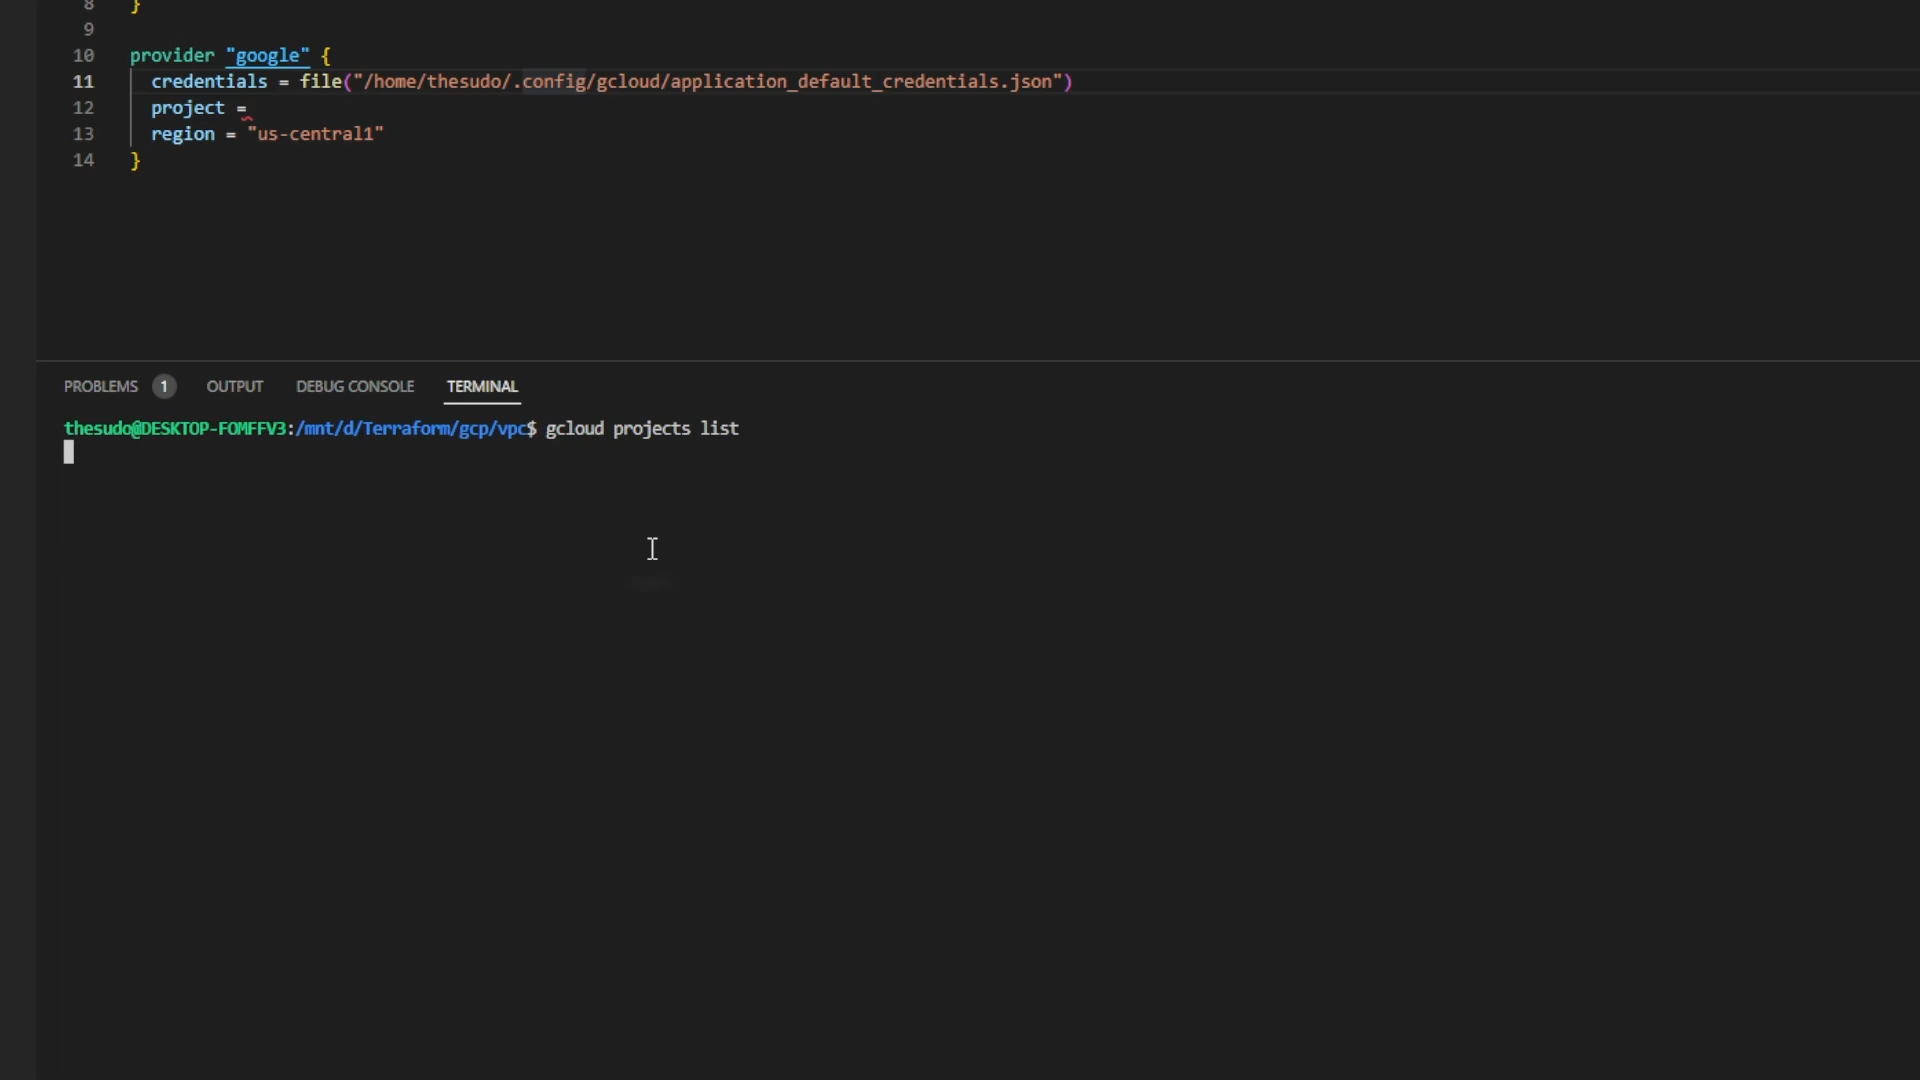 8 }
9
10 provider "google" {
11 credentials = file("/home/thesudo/.config/gcloud/application_default_credentials.json")
12 project =
13 region = "us-central1"
14 }
PROBLEMS 1 OUTPUT DEBUG CONSOLE TERMINAL
thesudo@DESKTOP-FOMFFV3:/mnt/d/Terraform/gcp/vpc$ gcloud projects list